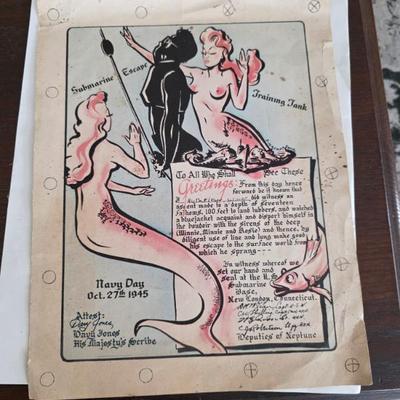 Submarine Escape
Training Tank
To All Who Shall See These
Greetings: From this day hence
forward be it known that
witness an
ascent made to a depth of seventeen
fathoms, 100 feet to land lubbers, and watched
a bluejacket acquaint and disport himself in
the boudoir with the sirens of the deep
(Winnie, Minnie and Rosie) and thence, by
diligent use of line and lung make good
his escape to the surface world from
which he sprang---
In witness whereof we
set our hand and
seal at the U.S.
Submarine
Base,
New London, Connecticut.
Deputies of Neptune
Navy Day
Oct. 27th 1945
Attest:
Davy Jones
Davy Jones
His Majesty's Scribe